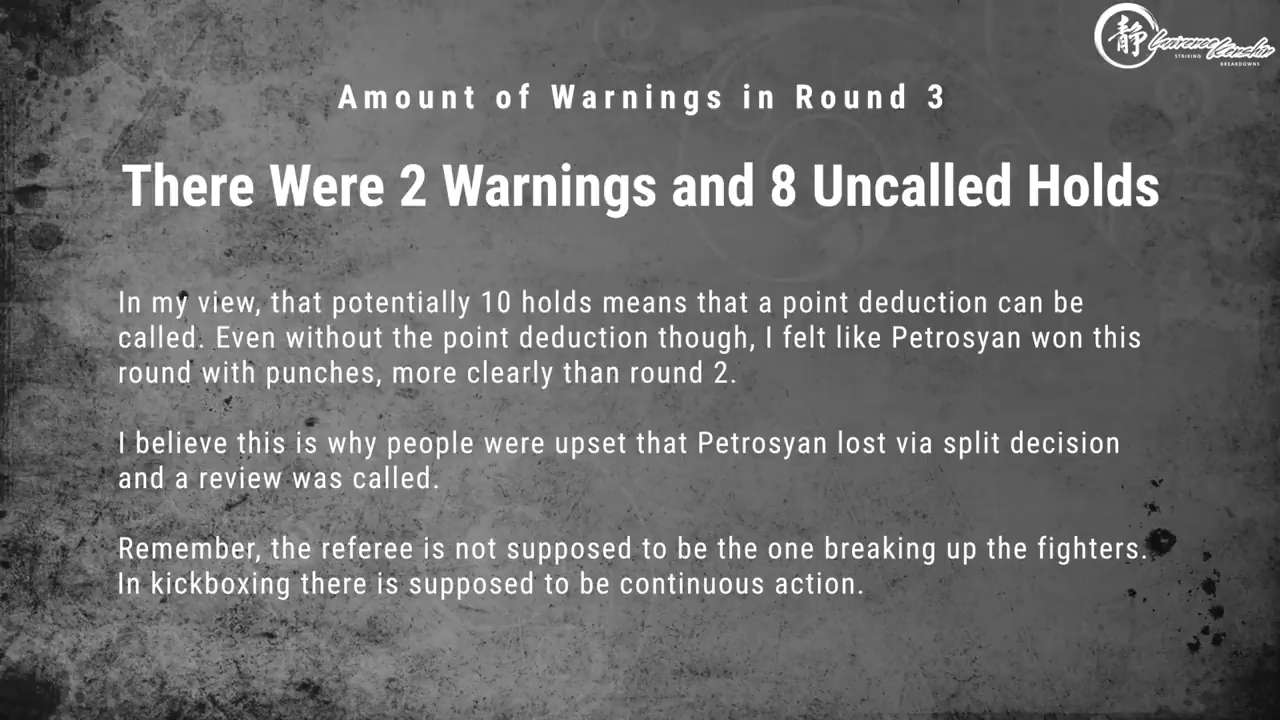 静
Lawrence Kenshin
STRIKING
BREAKDOWNS
Amount of Warnings in Round 3
There Were 2 Warnings and 8 Uncalled Holds
In my view, that potentially 10 holds means that a point deduction can be
called. Even without the point deduction though, I felt like Petrosyan won this
round with punches, more clearly than round 2.
I believe this is why people were upset that Petrosyan lost via split decision
and a review was called.
Remember, the referee is not supposed to be the one breaking up the fighters.
In kickboxing there is supposed to be continuous action.